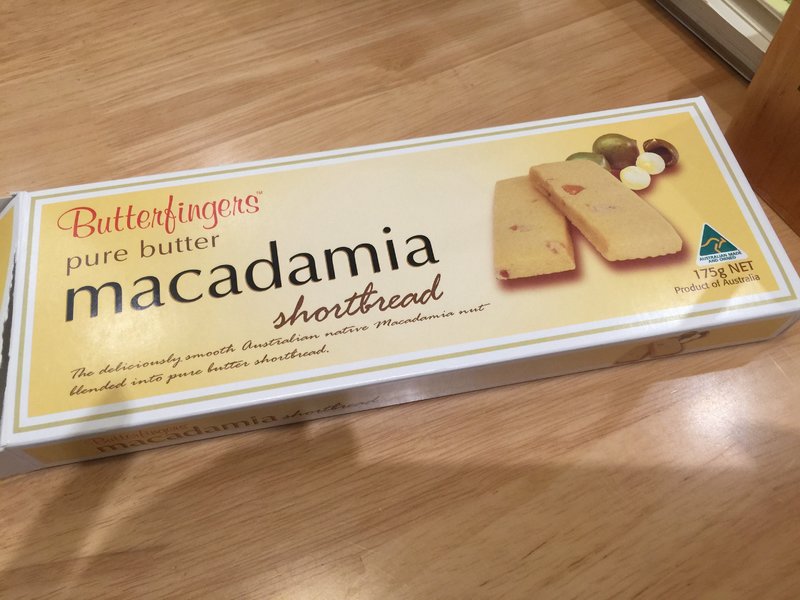 Butterfingers™
pure butter
macadamia
shortbread
The deliciously smooth Australian native Macadamia nut
blended into pure butter shortbread.
AUSTRALIAN MADE
AND OWNED
175g NET
Product of Australia
Butterfingers
macadamia shortbread